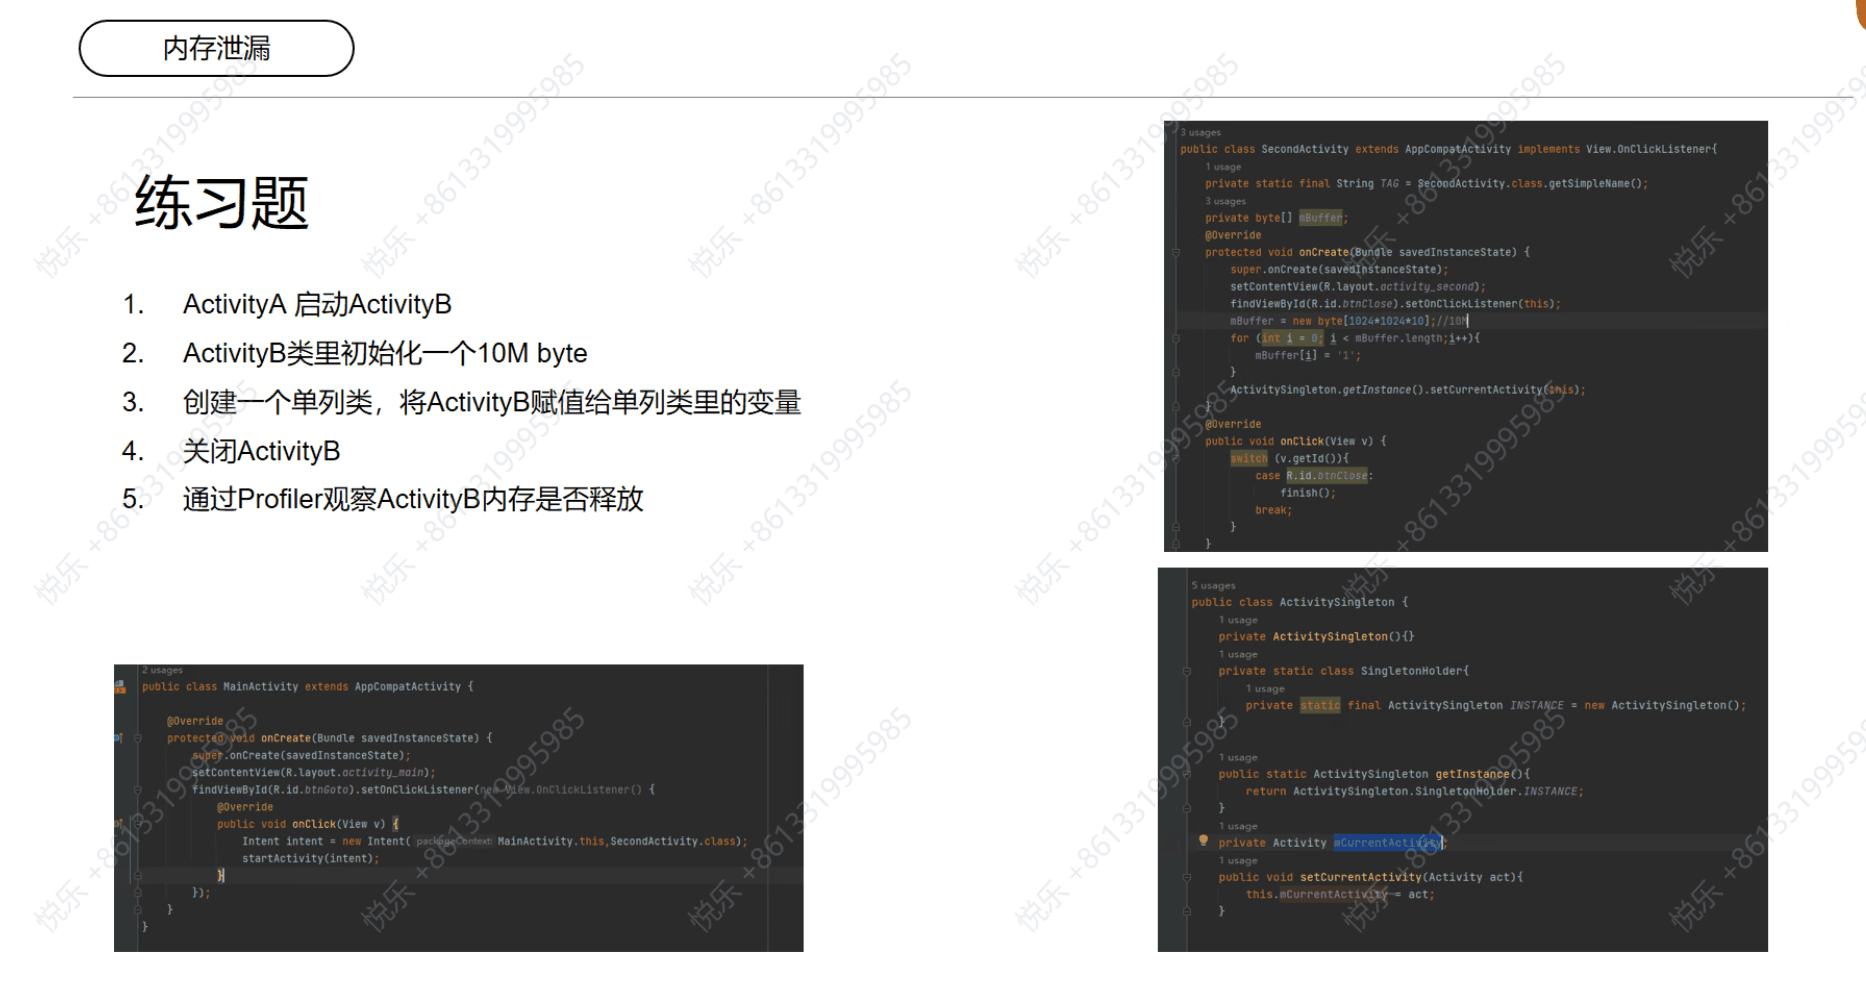 内存泄漏
练习题
1. ActivityA 启动ActivityB
2. ActivityB类里初始化一个10M byte
3. 创建一个单列类，将ActivityB赋值给单列类里的变量
4. 关闭ActivityB
5. 通过Profiler观察ActivityB内存是否释放
2 usages
public class MainActivity extends AppCompatActivity {
@Override
protected void onCreate(Bundle savedInstanceState) {
super.onCreate(savedInstanceState);
setContentView(R.layout.activity_main);
findViewById(R.id.btnGoto).setOnClickListener(new View.OnClickListener() {
@Override
public void onClick(View v) {
Intent intent = new Intent( packageContext: MainActivity.this,SecondActivity.class);
startActivity(intent);
}
});
}
}
3 usages
public class SecondActivity extends AppCompatActivity implements View.OnClickListener{
1 usage
private static final String TAG = SecondActivity.class.getSimpleName();
3 usages
private byte[] mBuffer;
@Override
protected void onCreate(Bundle savedInstanceState) {
super.onCreate(savedInstanceState);
setContentView(R.layout.activity_second);
findViewById(R.id.btnClose).setOnClickListener(this);
mBuffer = new byte[1024*1024*10];//10M
for (int i = 0; i < mBuffer.length;i++){
mBuffer[i] = '1';
}
ActivitySingleton.getInstance().setCurrentActivity(this);
}
@Override
public void onClick(View v) {
switch (v.getId()){
case R.id.btnClose:
finish();
break;
}
}
5 usages
public class ActivitySingleton {
1 usage
private ActivitySingleton(){}
1 usage
private static class SingletonHolder{
1 usage
private static final ActivitySingleton INSTANCE = new ActivitySingleton();
}
1 usage
public static ActivitySingleton getInstance(){
return ActivitySingleton.SingletonHolder.INSTANCE;
}
1 usage
private Activity mCurrentActivity;
1 usage
public void setCurrentActivity(Activity act){
this.mCurrentActivity = act;
}
悦乐 +8613319995985